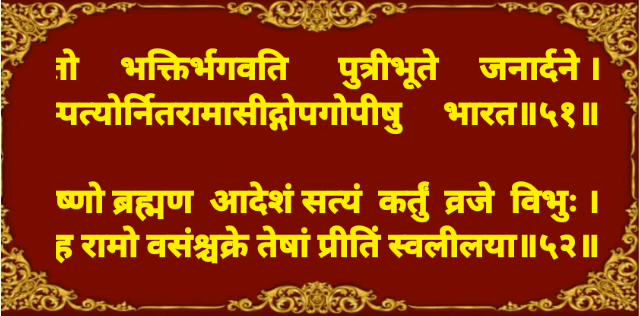 तो भक्तिर्भगवति पुत्रीभूते जनार्दने ।
म्पत्योर्नितरामासीद्गोपगोपीषु भारत॥५१॥
ष्णो ब्रह्मण आदेशं सत्यं कर्तुं व्रजे विभुः ।
ह रामो वसंश्चक्रे तेषां प्रीतिं स्वलीलया॥५२॥